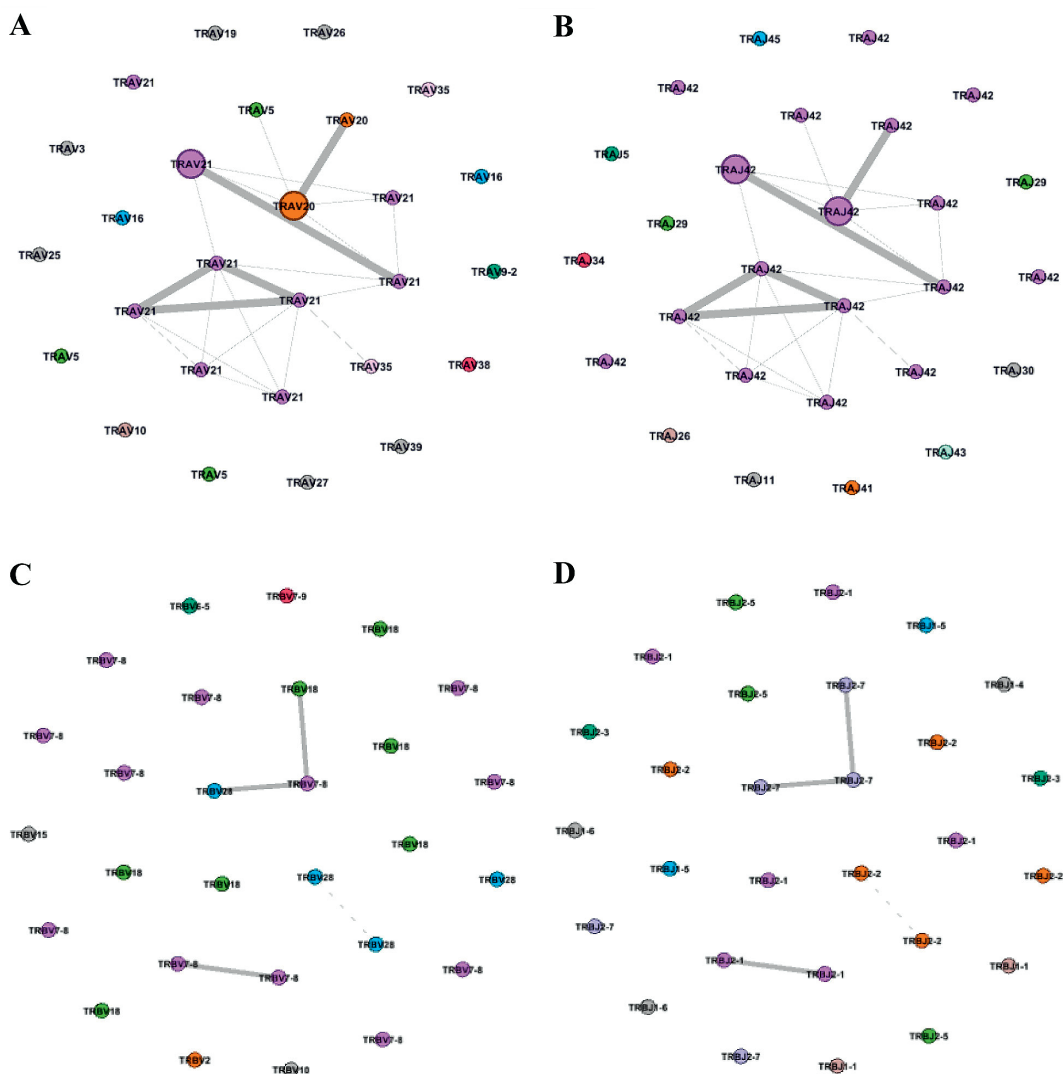 A
TRAV19
TRAV26
TRAV21
TRAV35
TRAV5
TRAV20
TRAV3
TRAV21
TRAV16
TRAV21
TRAV20
TRAV16
TRAV25
TRAV21
TRAV9-2
TRAV21
TRAV21
TRAV21
TRAV5
TRAV21
TRAV35
TRAV38
TRAV21
TRAV10
TRAV39
TRAV5
TRAV27
B
TRAJ45
TRAJ42
TRAJ42
TRAJ42
TRAJ42
TRAJ42
TRAJ5
TRAJ42
TRAJ29
TRAJ42
TRAJ42
TRAJ29
TRAJ34
TRAJ42
TRAJ42
TRAJ42
TRAJ42
TRAJ42
TRAJ42
TRAJ42
TRAJ42
TRAJ30
TRAJ42
TRAJ26
TRAJ43
TRAJ11
TRAJ41
C
TRBV6-5
TRBV7-9
TRBV18
TRBV7-8
TRBV7-8
TRBV18
TRBV7-8
TRBV7-8
TRBV18
TRBV7-8
TRBV28
TRBV7-8
TRBV7-8
TRBV15
TRBV18
TRBV18
TRBV18
TRBV28
TRBV28
TRBV7-8
TRBV28
TRBV7-8
TRBV7-8
TRBV7-8
TRBV18
TRBV7-8
TRBV2
TRBV10
D
TRBJ2-5
TRBJ2-1
TRBJ1-5
TRBJ2-1
TRBJ2-5
TRBJ2-7
TRBJ1-4
TRBJ2-3
TRBJ2-2
TRBJ2-2
TRBJ2-7
TRBJ2-7
TRBJ2-3
TRBJ1-6
TRBJ2-1
TRBJ1-5
TRBJ2-1
TRBJ2-2
TRBJ2-2
TRBJ2-7
TRBJ2-2
TRBJ2-1
TRBJ2-1
TRBJ1-1
TRBJ1-6
TRBJ2-5
TRBJ2-7
TRBJ1-1